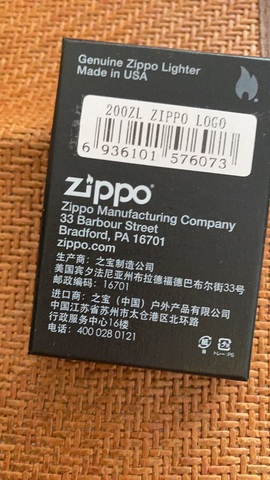 Genuine Zippo Lighter
Made in USA
200ZL ZIPPO LOGO
6 936101 576073
zippo
Zippo Manufacturing Company
33 Barbour Street
Bradford, PA 16701
zippo.com
生产商：之宝制造公司
美国宾夕法尼亚州布拉德福德巴布尔街33号
邮政编码：16701
进口商：之宝（中国）户外产品有限公司
中国江苏省苏州市太仓港区北环路
行政服务中心16楼
电话：400 028 0121
紙 トレー：PS